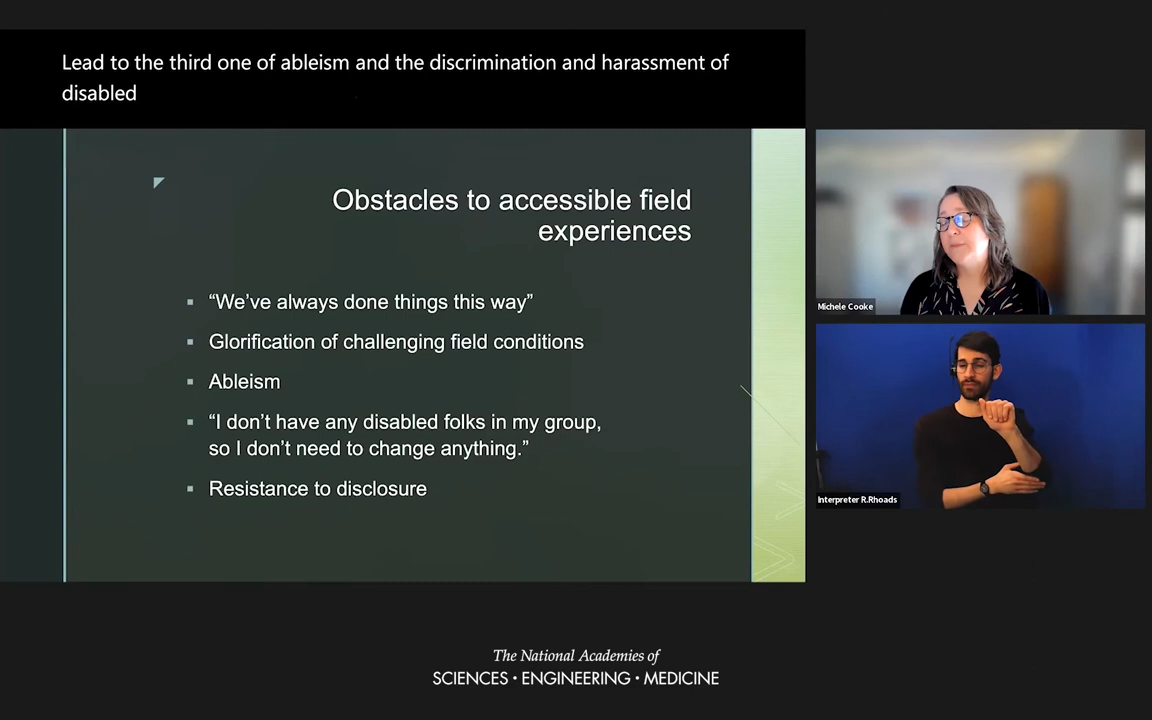 Lead to the third one of ableism and the discrimination and harassment of
disabled
Obstacles to accessible field
experiences
▪ “We’ve always done things this way”
▪ Glorification of challenging field conditions
▪ Ableism
▪ “I don’t have any disabled folks in my group,
so I don’t need to change anything.”
▪ Resistance to disclosure
Michele Cooke
Interpreter R.Rhoads
The National Academies of
SCIENCES • ENGINEERING • MEDICINE